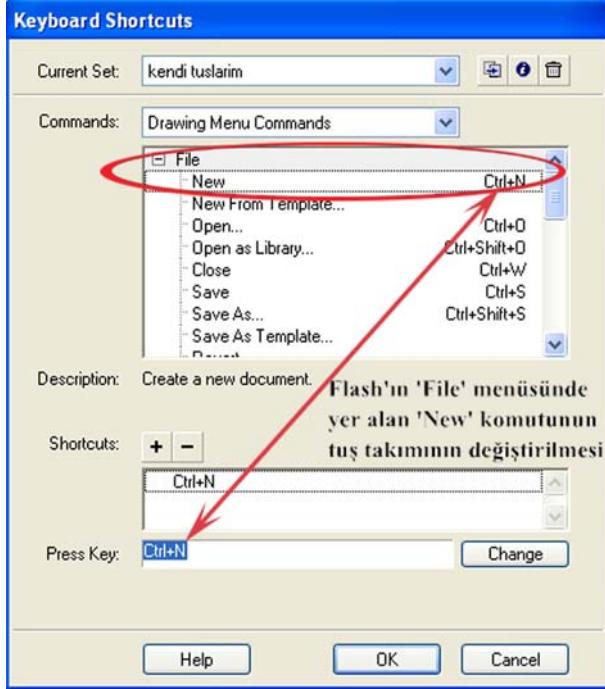 Keyboard Shortcuts
Current Set: kendi tuslarim
Commands: Drawing Menu Commands
File
New Ctrl+N
New From Template...
Open... Ctrl+O
Open as Library... Ctrl+Shift+O
Close Ctrl+W
Save Ctrl+S
Save As... Ctrl+Shift+S
Save As Template...
Description: Create a new document.
Flash'ın 'File' menüsünde
yer alan 'New' komutunun
tuş takımının değiştirilmesi
Shortcuts: + −
Ctrl+N
Press Key: Ctrl+N Change
Help OK Cancel